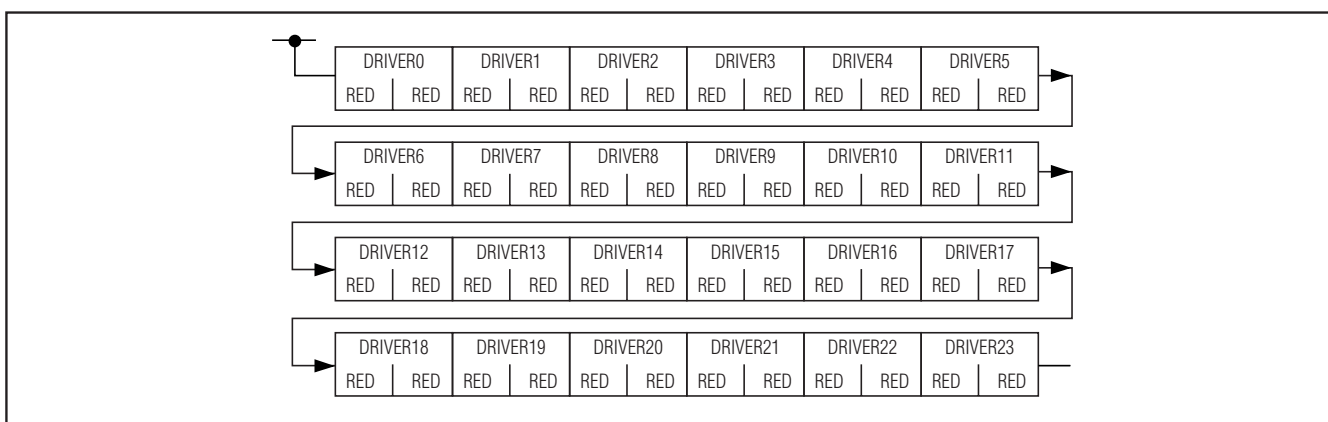 DRIVER0 DRIVER1 DRIVER2 DRIVER3 DRIVER4 DRIVER5
RED RED RED RED RED RED RED RED RED RED RED RED
DRIVER6 DRIVER7 DRIVER8 DRIVER9 DRIVER10 DRIVER11
RED RED RED RED RED RED RED RED RED RED RED RED
DRIVER12 DRIVER13 DRIVER14 DRIVER15 DRIVER16 DRIVER17
RED RED RED RED RED RED RED RED RED RED RED RED
DRIVER18 DRIVER19 DRIVER20 DRIVER21 DRIVER22 DRIVER23
RED RED RED RED RED RED RED RED RED RED RED RED